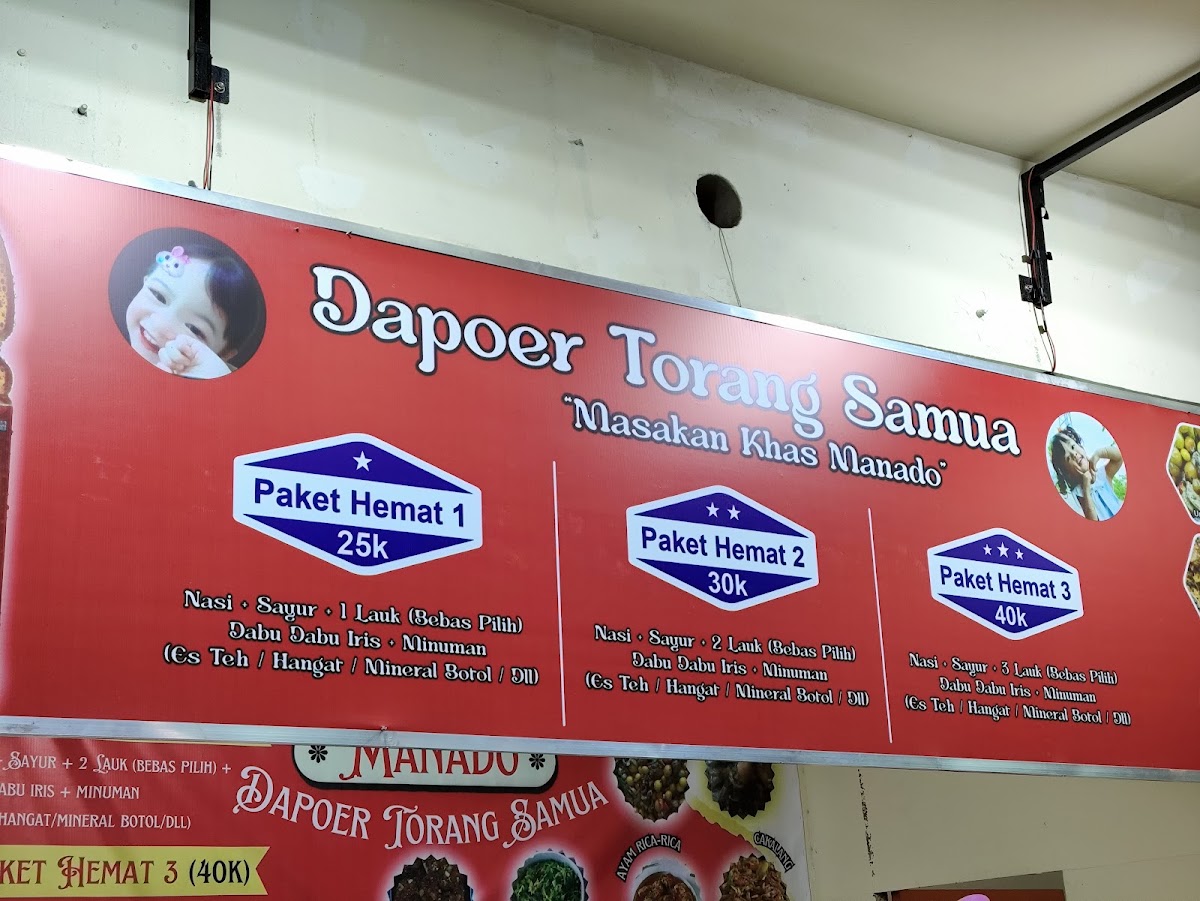 Dapoer Torang Samua
"Masakan Khas Manado"
Paket Hemat 1
25k
Nasi + Sayur + 1 Lauk (Bebas Pilih)
Dabu Dabu Iris + Minuman
(Es Teh / Hangat / Mineral Botol / Dll)
Paket Hemat 2
30k
Nasi + Sayur + 2 Lauk (Bebas Pilih)
Dabu Dabu Iris + Minuman
(Es Teh / Hangat / Mineral Botol / Dll)
Paket Hemat 3
40k
Nasi + Sayur + 3 Lauk (Bebas Pilih)
Dabu Dabu Iris + Minuman
(Es Teh / Hangat / Mineral Botol / Dll)
SAYUR + 2 LAUK (BEBAS PILIH) +
ABU IRIS + MINUMAN
HANGAT/MINERAL BOTOL/DLL)
KET HEMAT 3 (40K)
MANADO
DAPOER TORANG SAMUA
AYAM RICA-RICA
CAKALANG